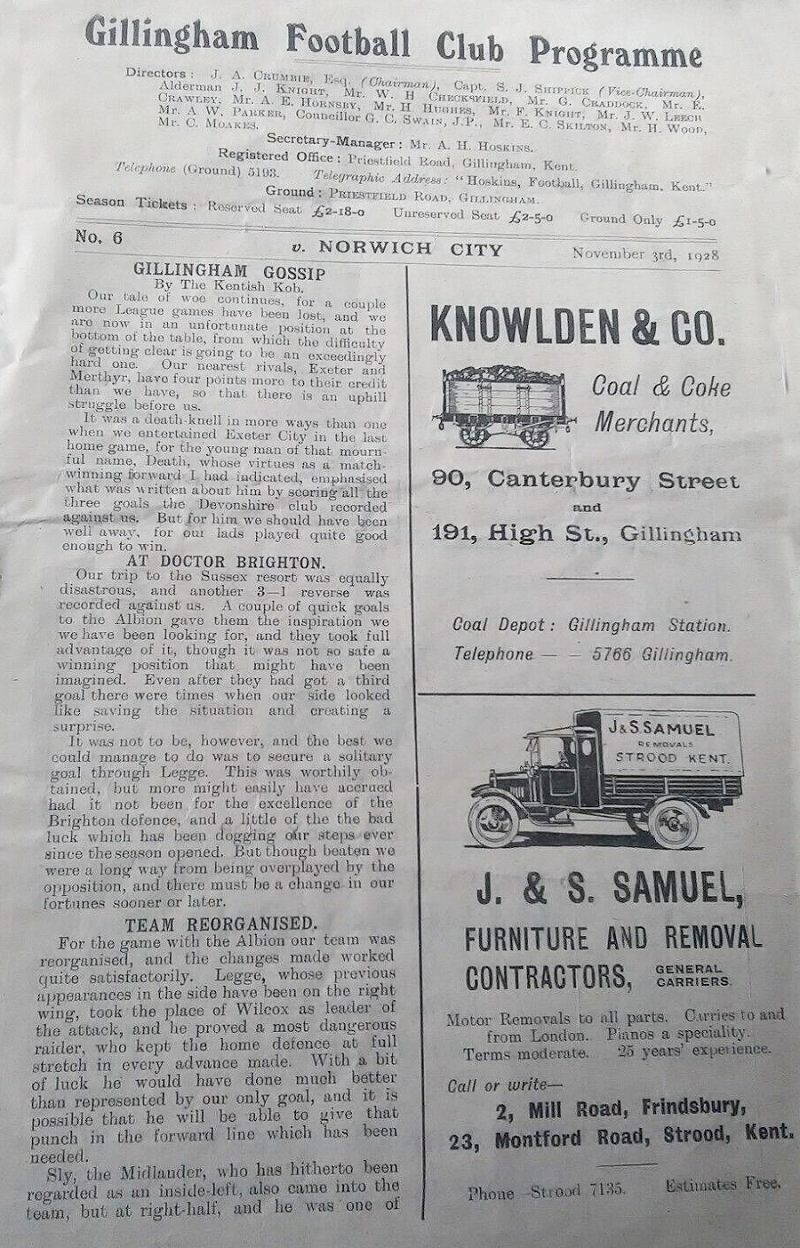 Gillingham Football Club Programme
Directors: J. A. CRUMBIE, Esq. (Chairman), Capt. S. J. SHIPPICK (Vice-Chairman),
Alderman J. J. KNIGHT, Mr. W. H CHECKSFIELD, Mr. G. CRADDOCK, Mr. E.
CRAWLEY, Mr. A. E. HORNSBY, Mr. H HUGHES, Mr. F. KNIGHT, Mr. J. W. LEECH
Mr. A W. PARKER, Councillor G. C. SWAIN, J.P., Mr. E. C. SKILTON, Mr. H. WOOD,
Mr. C. MOAKES.
Secretary-Manager: Mr. A. H. HOSKINS.
Registered Office: Priestfield Road, Gillingham, Kent.
Telephone (Ground) 5193. Telegraphic Address: "Hoskins, Football, Gillingham, Kent."
Ground: PRIESTFIELD ROAD, GILLINGHAM.
Season Tickets: Reserved Seat £2-18-0 Unreserved Seat £2-5-0 Ground Only £1-5-0
No. 6 v. NORWICH CITY November 3rd, 1928
GILLINGHAM GOSSIP
By The Kentish Kob.
Our tale of woe continues, for a couple
more League games have been lost, and we
are now in an unfortunate position at the
bottom of the table, from which the difficulty
of getting clear is going to be an exceedingly
hard one. Our nearest rivals, Exeter and
Merthyr, have four points more to their credit
than we have, so that there is an uphill
struggle before us.
It was a death-knell in more ways than one
when we entertained Exeter City in the last
home game, for the young man of that mourn-
ful name, Death, whose virtues as a match-
winning forward I had indicated, emphasised
what was written about him by scoring all the
three goals the Devonshire club recorded
against us. But for him we should have been
well away, for our lads played quite good
enough to win.
AT DOCTOR BRIGHTON.
Our trip to the Sussex resort was equally
disastrous, and another 3—1 reverse was
recorded against us. A couple of quick goals
to the Albion gave them the inspiration we
we have been looking for, and they took full
advantage of it, though it was not so safe a
winning position that might have been
imagined. Even after they had got a third
goal there were times when our side looked
like saving the situation and creating a
surprise.
It was not to be, however, and the best we
could manage to do was to secure a solitary
goal through Legge. This was worthily ob-
tained, but more might easily have accrued
had it not been for the excellence of the
Brighton defence, and a little of the the bad
luck which has been dogging our steps ever
since the season opened. But though beaten we
were a long way from being overplayed by the
opposition, and there must be a change in our
fortunes sooner or later.
TEAM REORGANISED.
For the game with the Albion our team was
reorganised, and the changes made worked
quite satisfactorily. Legge, whose previous
appearances in the side have been on the right
wing, took the place of Wilcox as leader of
the attack, and he proved a most dangerous
raider, who kept the home defence at full
stretch in every advance made. With a bit
of luck he would have done much better
than represented by our only goal, and it is
possible that he will be able to give that
punch in the forward line which has been
needed.
Sly, the Midlander, who has hitherto been
regarded as an inside-left, also came into the
team, but at right-half, and he was one of
KNOWLDEN & CO.
Coal & Coke
Merchants,
90, Canterbury Street
and
191, High St., Gillingham
Coal Depot: Gillingham Station.
Telephone — – 5766 Gillingham.
J & S. SAMUEL
REMOVALS
STROOD KENT.
J. & S. SAMUEL,
FURNITURE AND REMOVAL
CONTRACTORS, GENERAL
CARRIERS.
Motor Removals to all parts. Carries to and
from London. Pianos a speciality.
Terms moderate. 25 years' experience.
Call or write—
2, Mill Road, Frindsbury,
23, Montford Road, Strood, Kent.
Phone Strood 7135. Estimates Free.